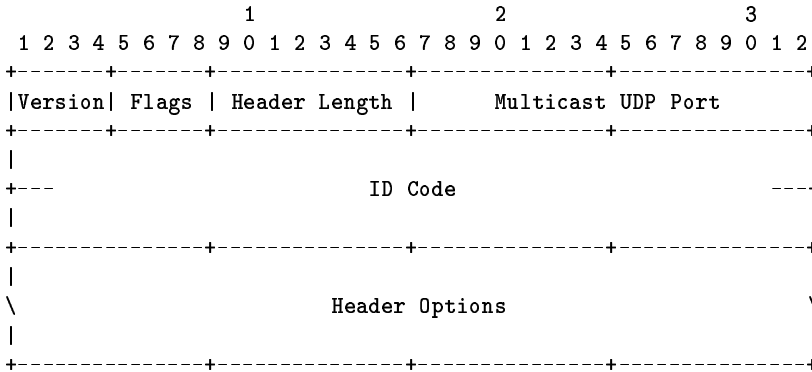 1                   2                   3
 1 2 3 4 5 6 7 8 9 0 1 2 3 4 5 6 7 8 9 0 1 2 3 4 5 6 7 8 9 0 1 2
+-------+-------+---------------+---------------+---------------+
|Version| Flags | Header Length |      Multicast UDP Port
+-------+-------+---------------+---------------+---------------+
|
+---                         ID Code                         ----
|
+---------------+---------------+---------------+---------------+
|
\                         Header Options                        \
|
+---------------+---------------+---------------+---------------+